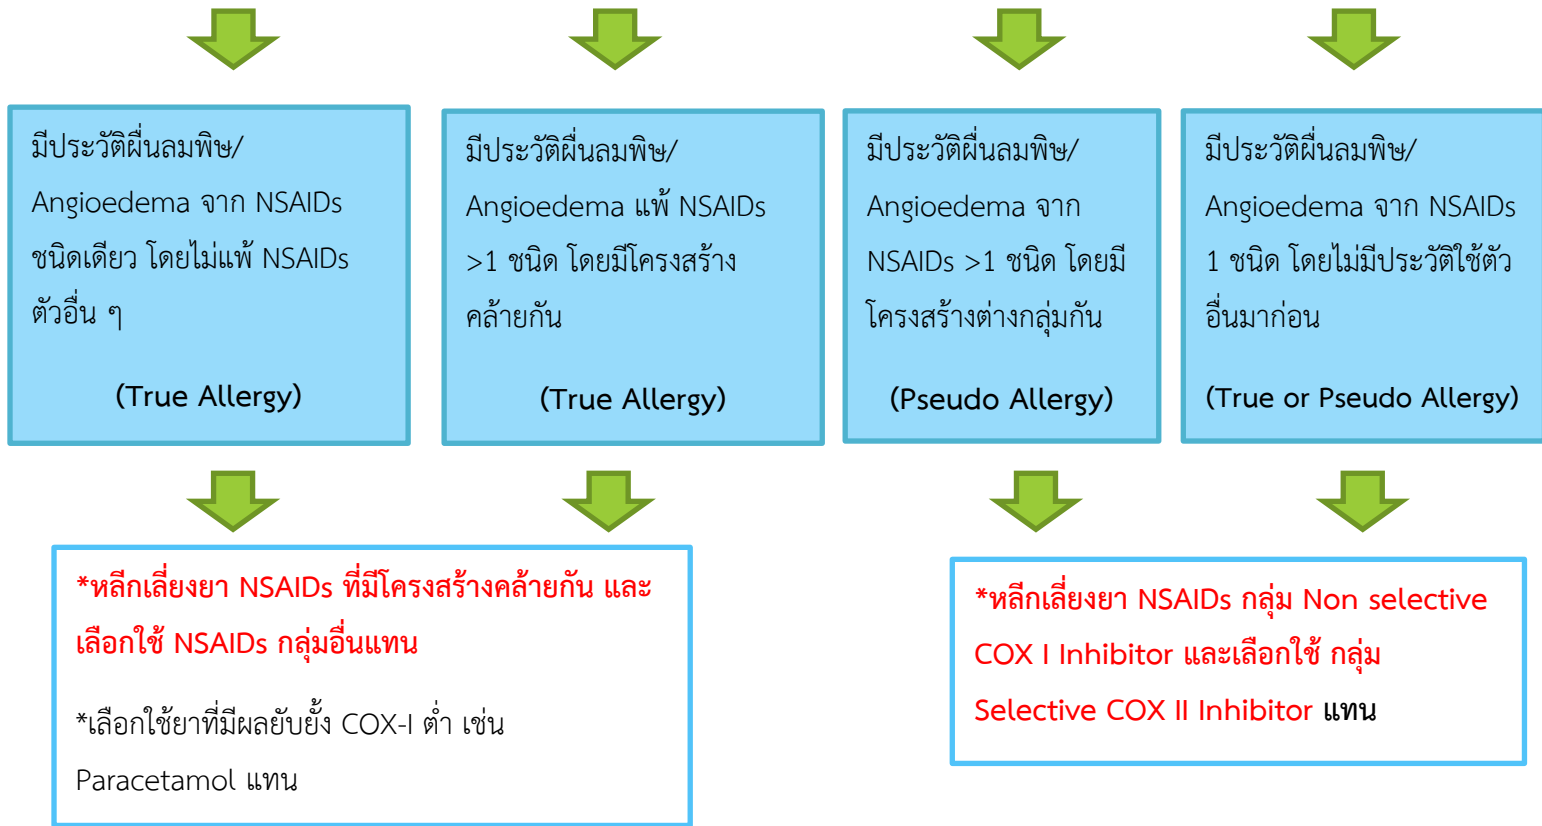 มีประวัติผื่นลมพิษ/
Angioedema จาก NSAIDs
ชนิดเดียว โดยไม่แพ้ NSAIDs
ตัวอื่น ๆ
(True Allergy)
มีประวัติผื่นลมพิษ/
Angioedema แพ้ NSAIDs
>1 ชนิด โดยมีโครงสร้าง
คล้ายกัน
(True Allergy)
มีประวัติผื่นลมพิษ/
Angioedema จาก
NSAIDs >1 ชนิด โดยมี
โครงสร้างต่างกลุ่มกัน
(Pseudo Allergy)
มีประวัติผื่นลมพิษ/
Angioedema จาก NSAIDs
1 ชนิด โดยไม่มีประวัติใช้ตัว
อื่นมาก่อน
(True or Pseudo Allergy)
*หลีกเลี่ยงยา NSAIDs ที่มีโครงสร้างคล้ายกัน และ
เลือกใช้ NSAIDs กลุ่มอื่นแทน
*เลือกใช้ยาที่มีผลยับยั้ง COX-I ต่ำ เช่น
Paracetamol แทน
*หลีกเลี่ยงยา NSAIDs กลุ่ม Non selective
COX I Inhibitor และเลือกใช้ กลุ่ม
Selective COX II Inhibitor แทน